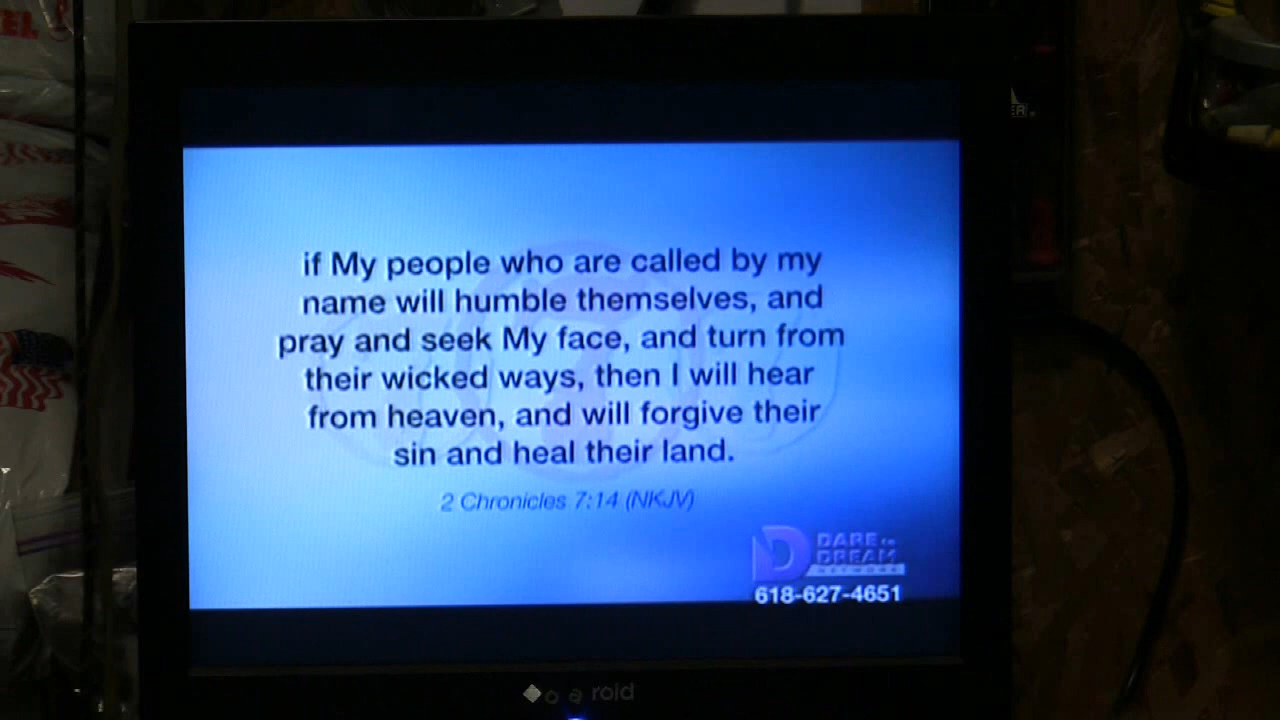 if My people who are called by my
name will humble themselves, and
pray and seek My face, and turn from
their wicked ways, then I will hear
from heaven, and will forgive their
sin and heal their land.
2 Chronicles 7:14 (NKJV)
DARE TO
DREAM
NETWORK
618-627-4651
roid